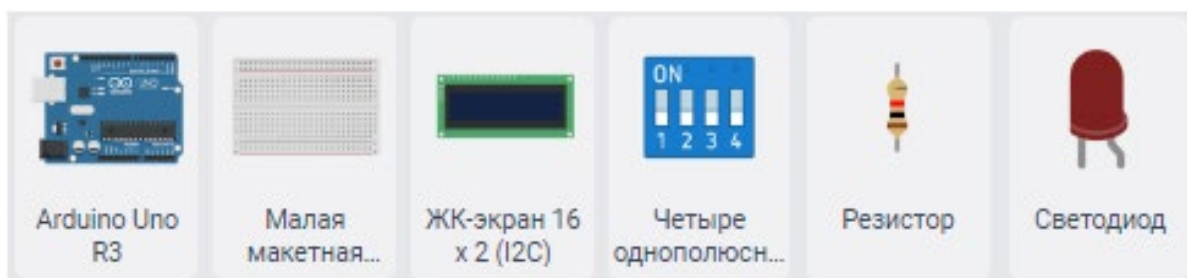 ON
1 2 3 4
Arduino Uno
R3
Малая
макетная...
ЖК-экран 16
x 2 (I2C)
Четыре
однополюсн...
Резистор
Светодиод